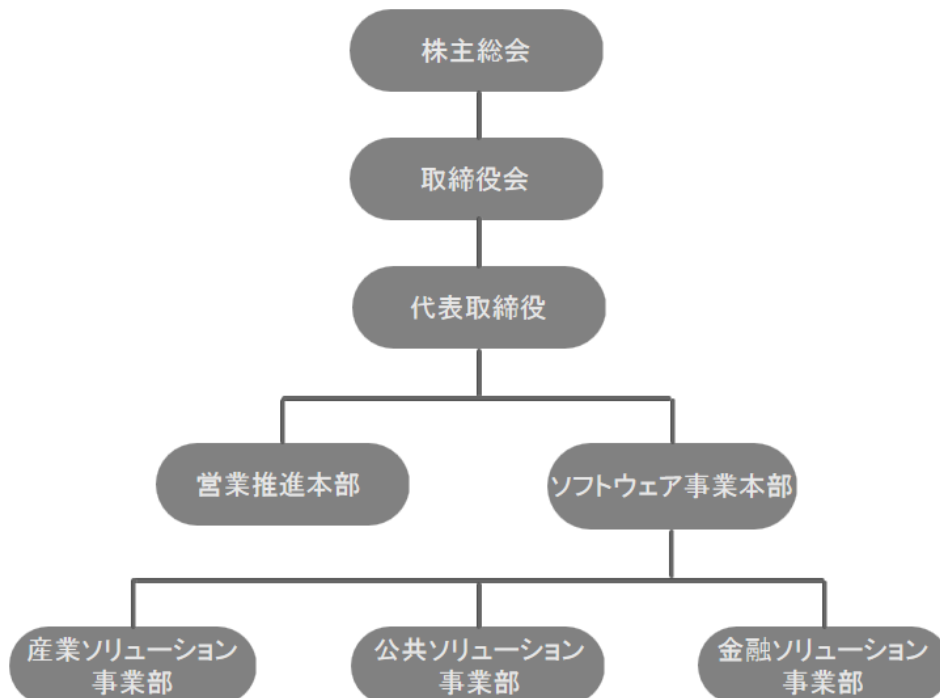 株主総会
取締役会
代表取締役
営業推進本部
ソフトウェア事業本部
産業ソリューション
事業部
公共ソリューション
事業部
金融ソリューション
事業部